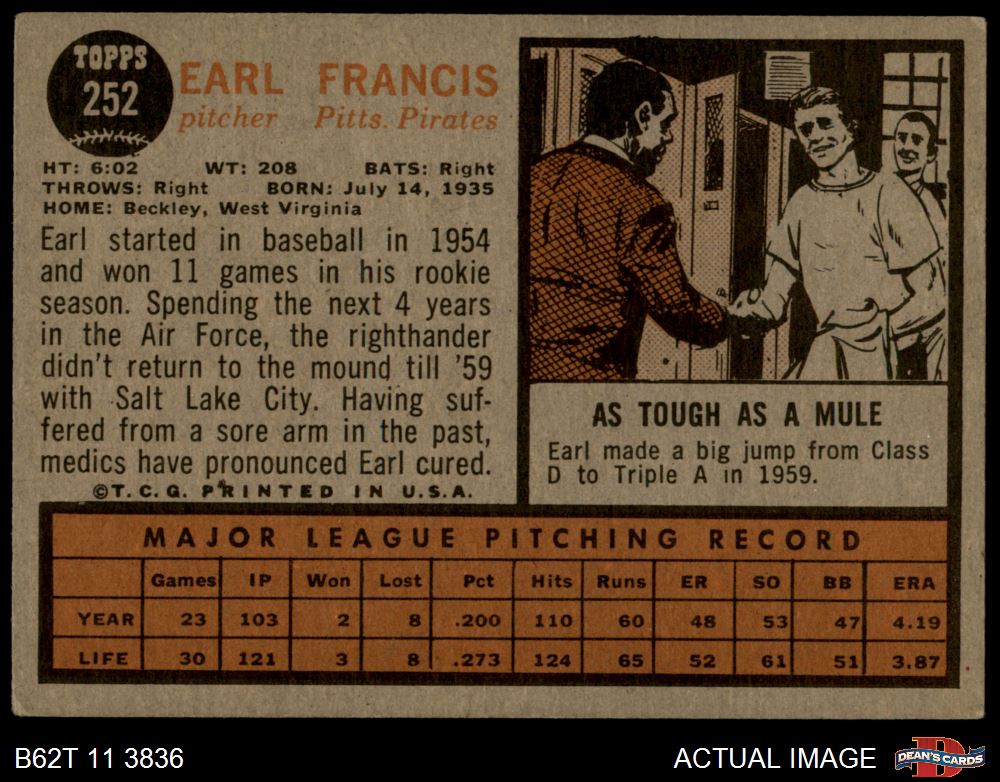 TOPPS
252
EARL FRANCIS
pitcher Pitts. Pirates
HT: 6:02 WT: 208 BATS: Right
THROWS: Right BORN: July 14, 1935
HOME: Beckley, West Virginia
Earl started in baseball in 1954
and won 11 games in his rookie
season. Spending the next 4 years
in the Air Force, the righthander
didn't return to the mound till '59
with Salt Lake City. Having suf-
fered from a sore arm in the past,
medics have pronounced Earl cured.
©T.C.G. PRINTED IN U.S.A.
AS TOUGH AS A MULE
Earl made a big jump from Class
D to Triple A in 1959.
MAJOR LEAGUE PITCHING RECORD
Games IP Won Lost Pct Hits Runs ER SO BB ERA
YEAR 23 103 2 8 .200 110 60 48 53 47 4.19
LIFE 30 121 3 8 .273 124 65 52 61 51 3.87
B62T 11 3836
ACTUAL IMAGE
D
DEAN'S CARDS